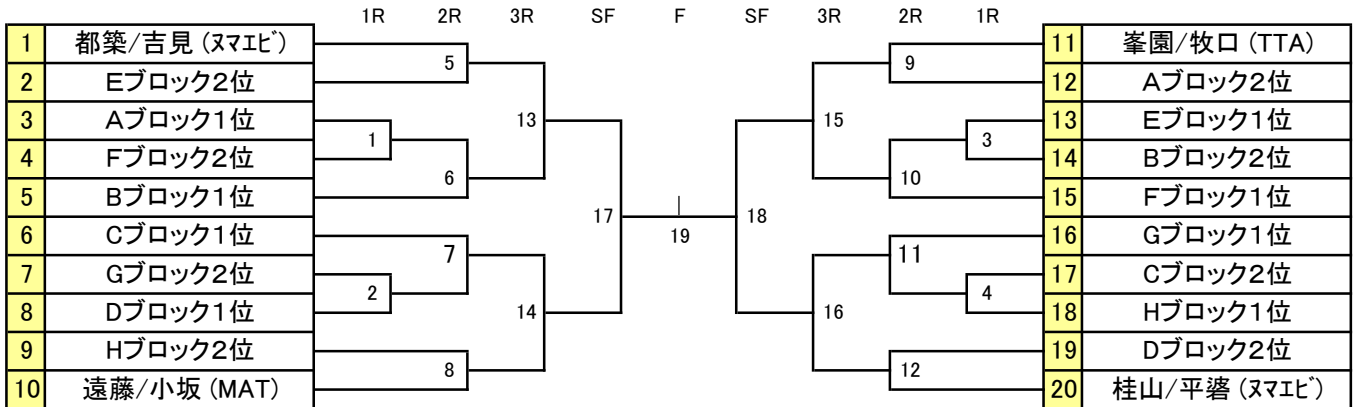 1R 2R 3R SF F SF 3R 2R 1R
1 都築/吉見 (ヌマエビ) 5 9 11 峯園/牧口 (TTA)
2 Eブロック2位 12 Aブロック2位
3 Aブロック1位 1 13 15 3 13 Eブロック1位
4 Fブロック2位 14 Bブロック2位
5 Bブロック1位 6 10 15 Fブロック1位
17 19 18
6 Cブロック1位 7 11 16 Gブロック1位
7 Gブロック2位 2 4 17 Cブロック2位
8 Dブロック1位 14 16 18 Hブロック1位
9 Hブロック2位 8 12 19 Dブロック2位
10 遠藤/小坂 (MAT) 20 桂山/平碆 (ヌマエビ)